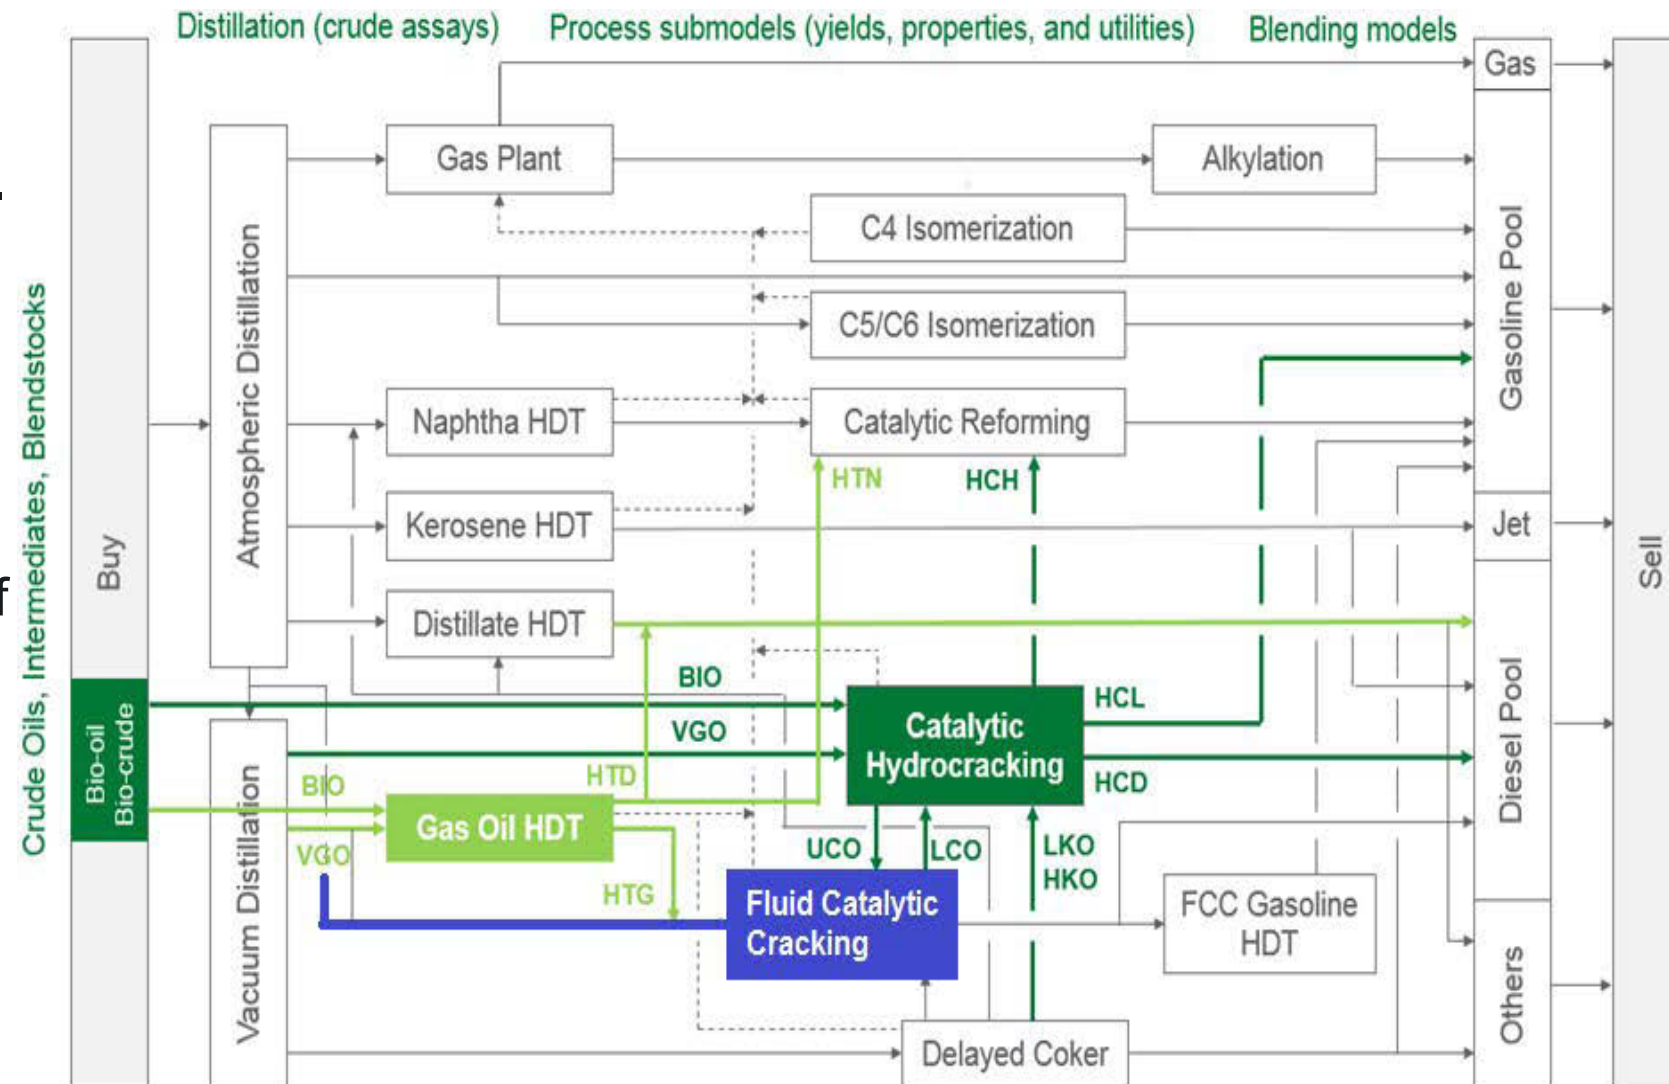 Distillation (crude assays)
Process submodels (yields, properties, and utilities)
Blending models
Crude Oils, Intermediates, Blendstocks
f
Buy
Bio-oil
Bio-crude
Atmospheric Distillation
Vacuum Distillation
Gas Plant
Alkylation
C4 Isomerization
C5/C6 Isomerization
Naphtha HDT
Catalytic Reforming
HTN
HCH
Kerosene HDT
Distillate HDT
BIO
VGO
Catalytic
Hydrocracking
HCL
HCD
BIO
VGO
HTD
Gas Oil HDT
HTG
UCO
LCO
LKO
HKO
Fluid Catalytic
Cracking
FCC Gasoline
HDT
Delayed Coker
Gas
Gasoline Pool
Jet
Diesel Pool
Others
Sell